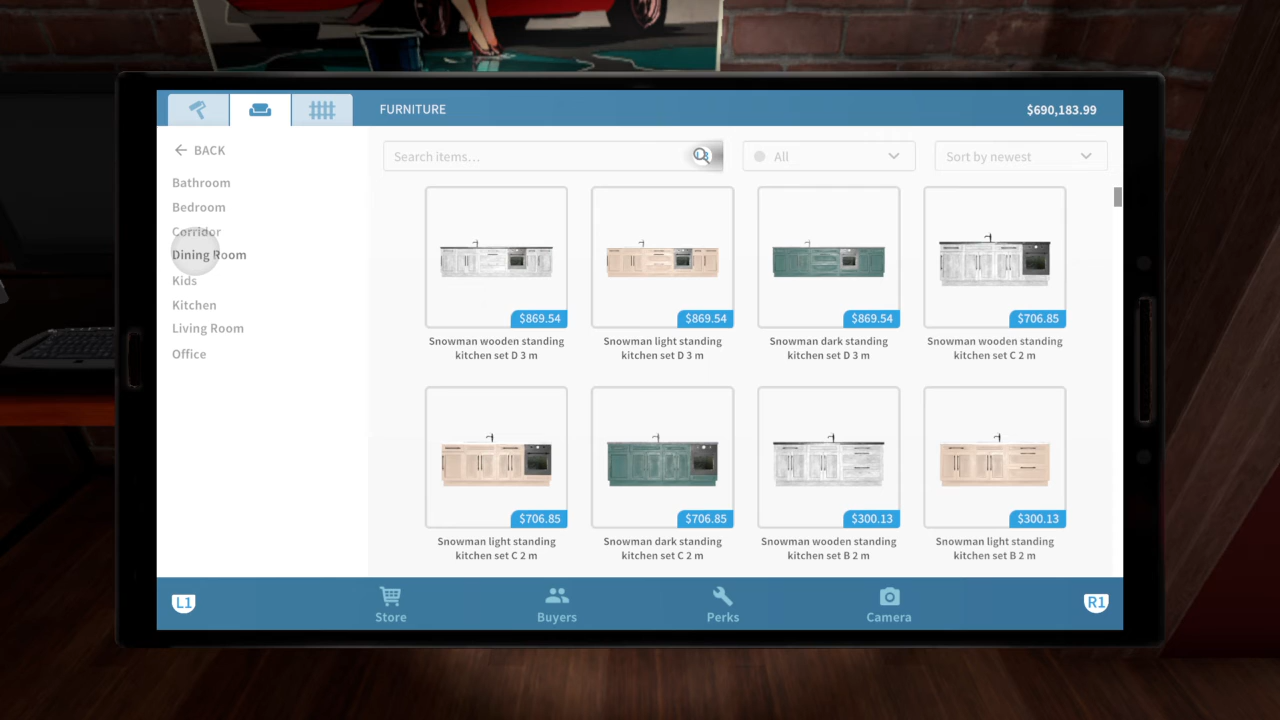 FURNITURE
$690,183.99
BACK
Search items...
All
Sort by newest
Bathroom
Bedroom
Corridor
Dining Room
Kids
Kitchen
Living Room
Office
$869.54
$869.54
$869.54
$706.85
Snowman wooden standing
kitchen set D 3 m
Snowman light standing
kitchen set D 3 m
Snowman dark standing
kitchen set D 3 m
Snowman wooden standing
kitchen set C 2 m
$706.85
$706.85
$300.13
$300.13
Snowman light standing
kitchen set C 2 m
Snowman dark standing
kitchen set C 2 m
Snowman wooden standing
kitchen set B 2 m
Snowman light standing
kitchen set B 2 m
L1
Store
Buyers
Perks
Camera
R1